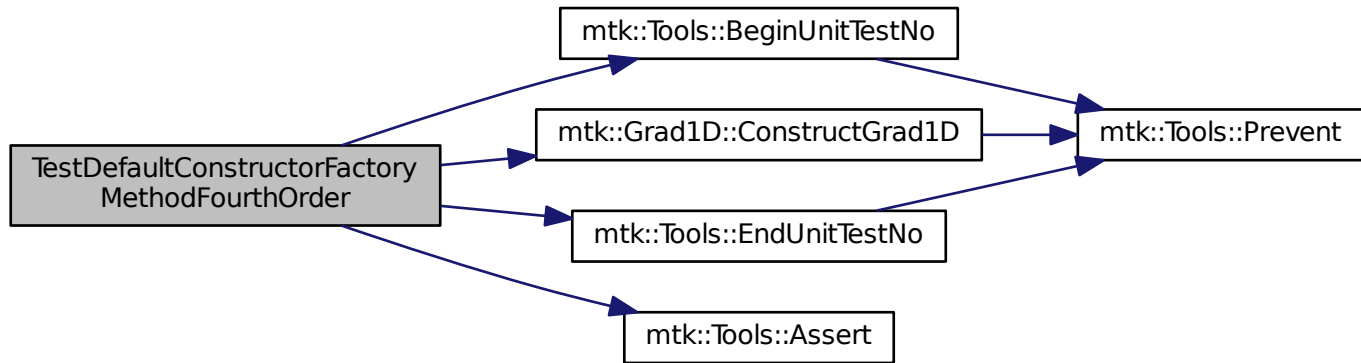 mtk::Tools::BeginUnitTestNo
mtk::Grad1D::ConstructGrad1D
mtk::Tools::Prevent
TestDefaultConstructorFactory
MethodFourthOrder
mtk::Tools::EndUnitTestNo
mtk::Tools::Assert